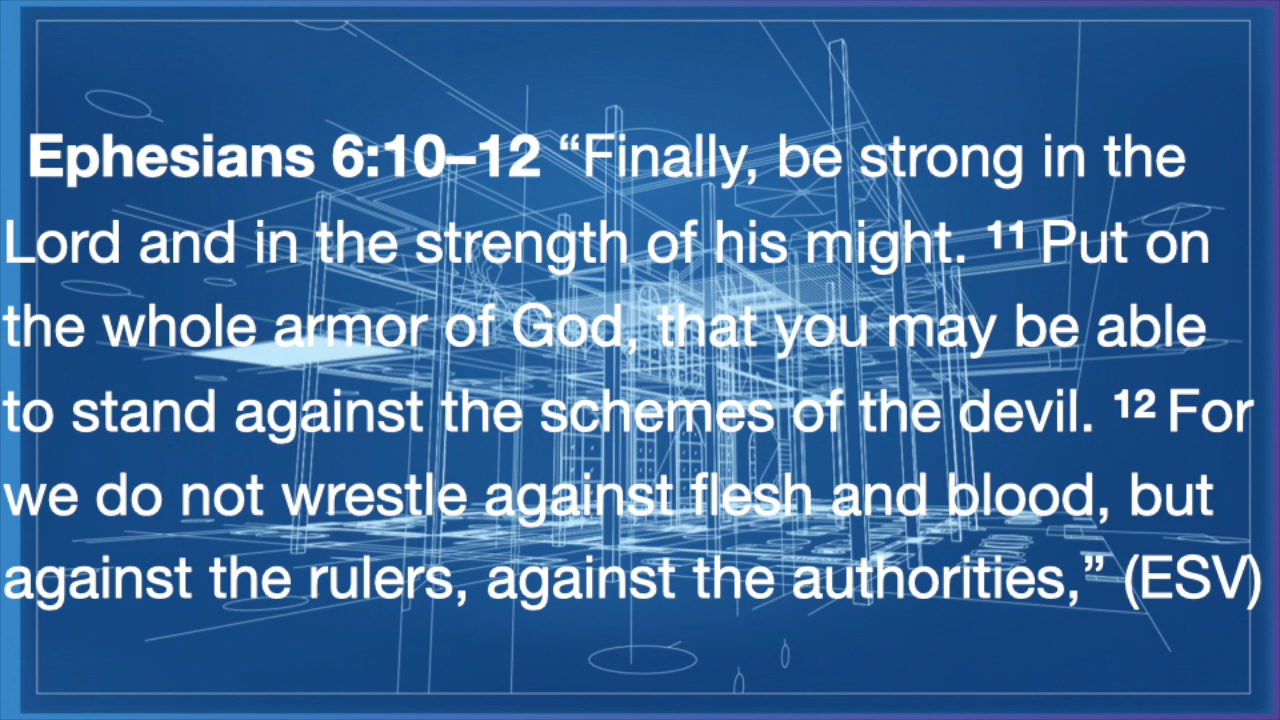 Ephesians 6:10–12 “Finally, be strong in the
Lord and in the strength of his might. ¹¹ Put on
the whole armor of God, that you may be able
to stand against the schemes of the devil. ¹² For
we do not wrestle against flesh and blood, but
against the rulers, against the authorities,” (ESV)